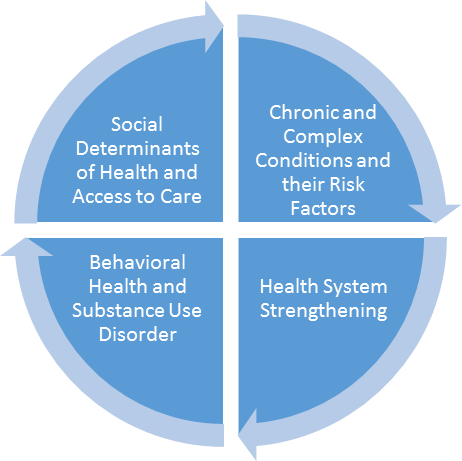 Social
Determinants
of Health and
Access to Care
Chronic and
Complex
Conditions and
their Risk
Factors
Behavioral
Health and
Substance Use
Disorder
Health System
Strengthening